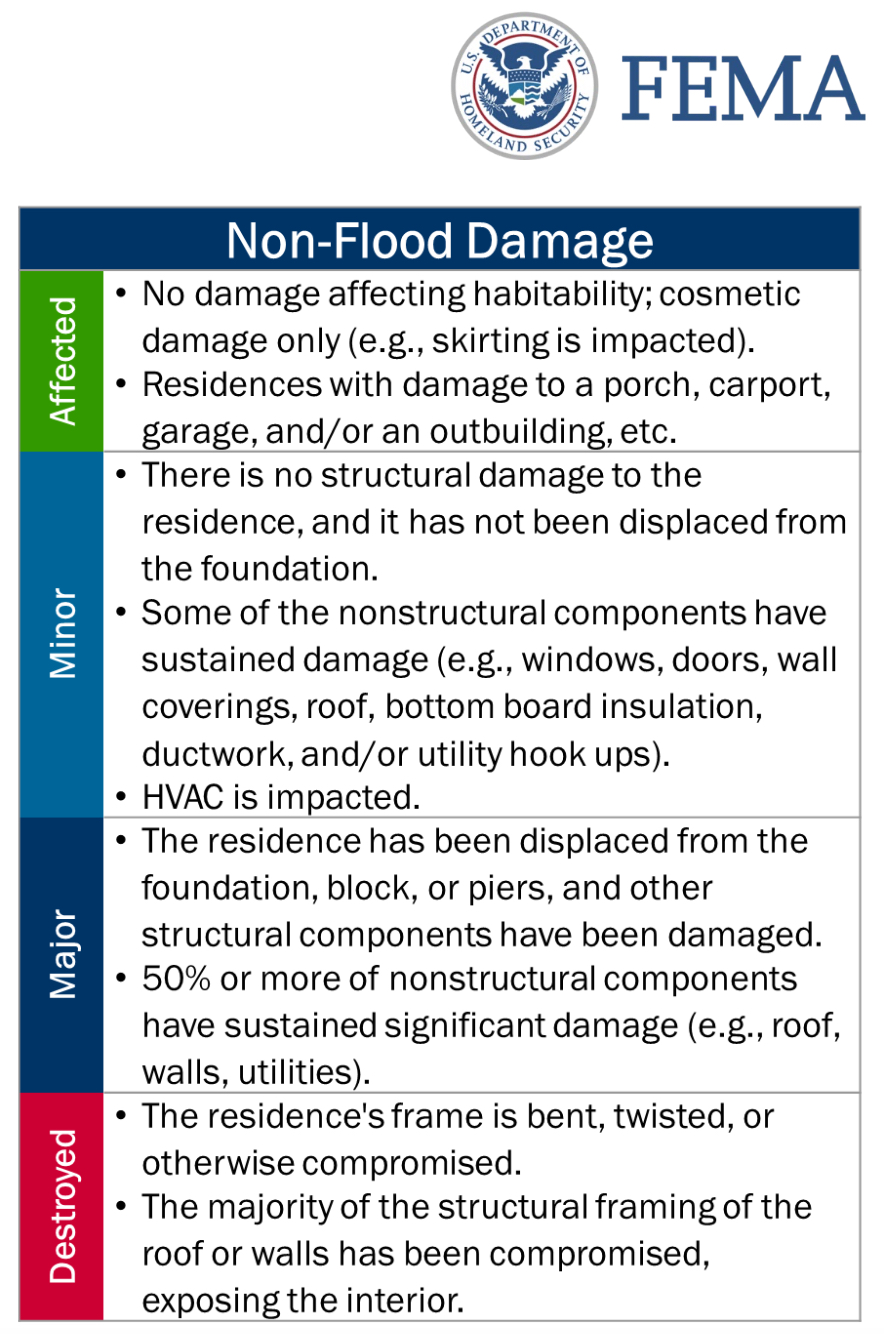 U.S. DEPARTMENT OF
HOMELAND SECURITY
FEMA
Non-Flood Damage
Affected
• No damage affecting habitability; cosmetic
damage only (e.g., skirting is impacted).
• Residences with damage to a porch, carport,
garage, and/or an outbuilding, etc.
Minor
• There is no structural damage to the
residence, and it has not been displaced from
the foundation.
• Some of the nonstructural components have
sustained damage (e.g., windows, doors, wall
coverings, roof, bottom board insulation,
ductwork, and/or utility hook ups).
• HVAC is impacted.
Major
• The residence has been displaced from the
foundation, block, or piers, and other
structural components have been damaged.
• 50% or more of nonstructural components
have sustained significant damage (e.g., roof,
walls, utilities).
Destroyed
• The residence's frame is bent, twisted, or
otherwise compromised.
• The majority of the structural framing of the
roof or walls has been compromised,
exposing the interior.